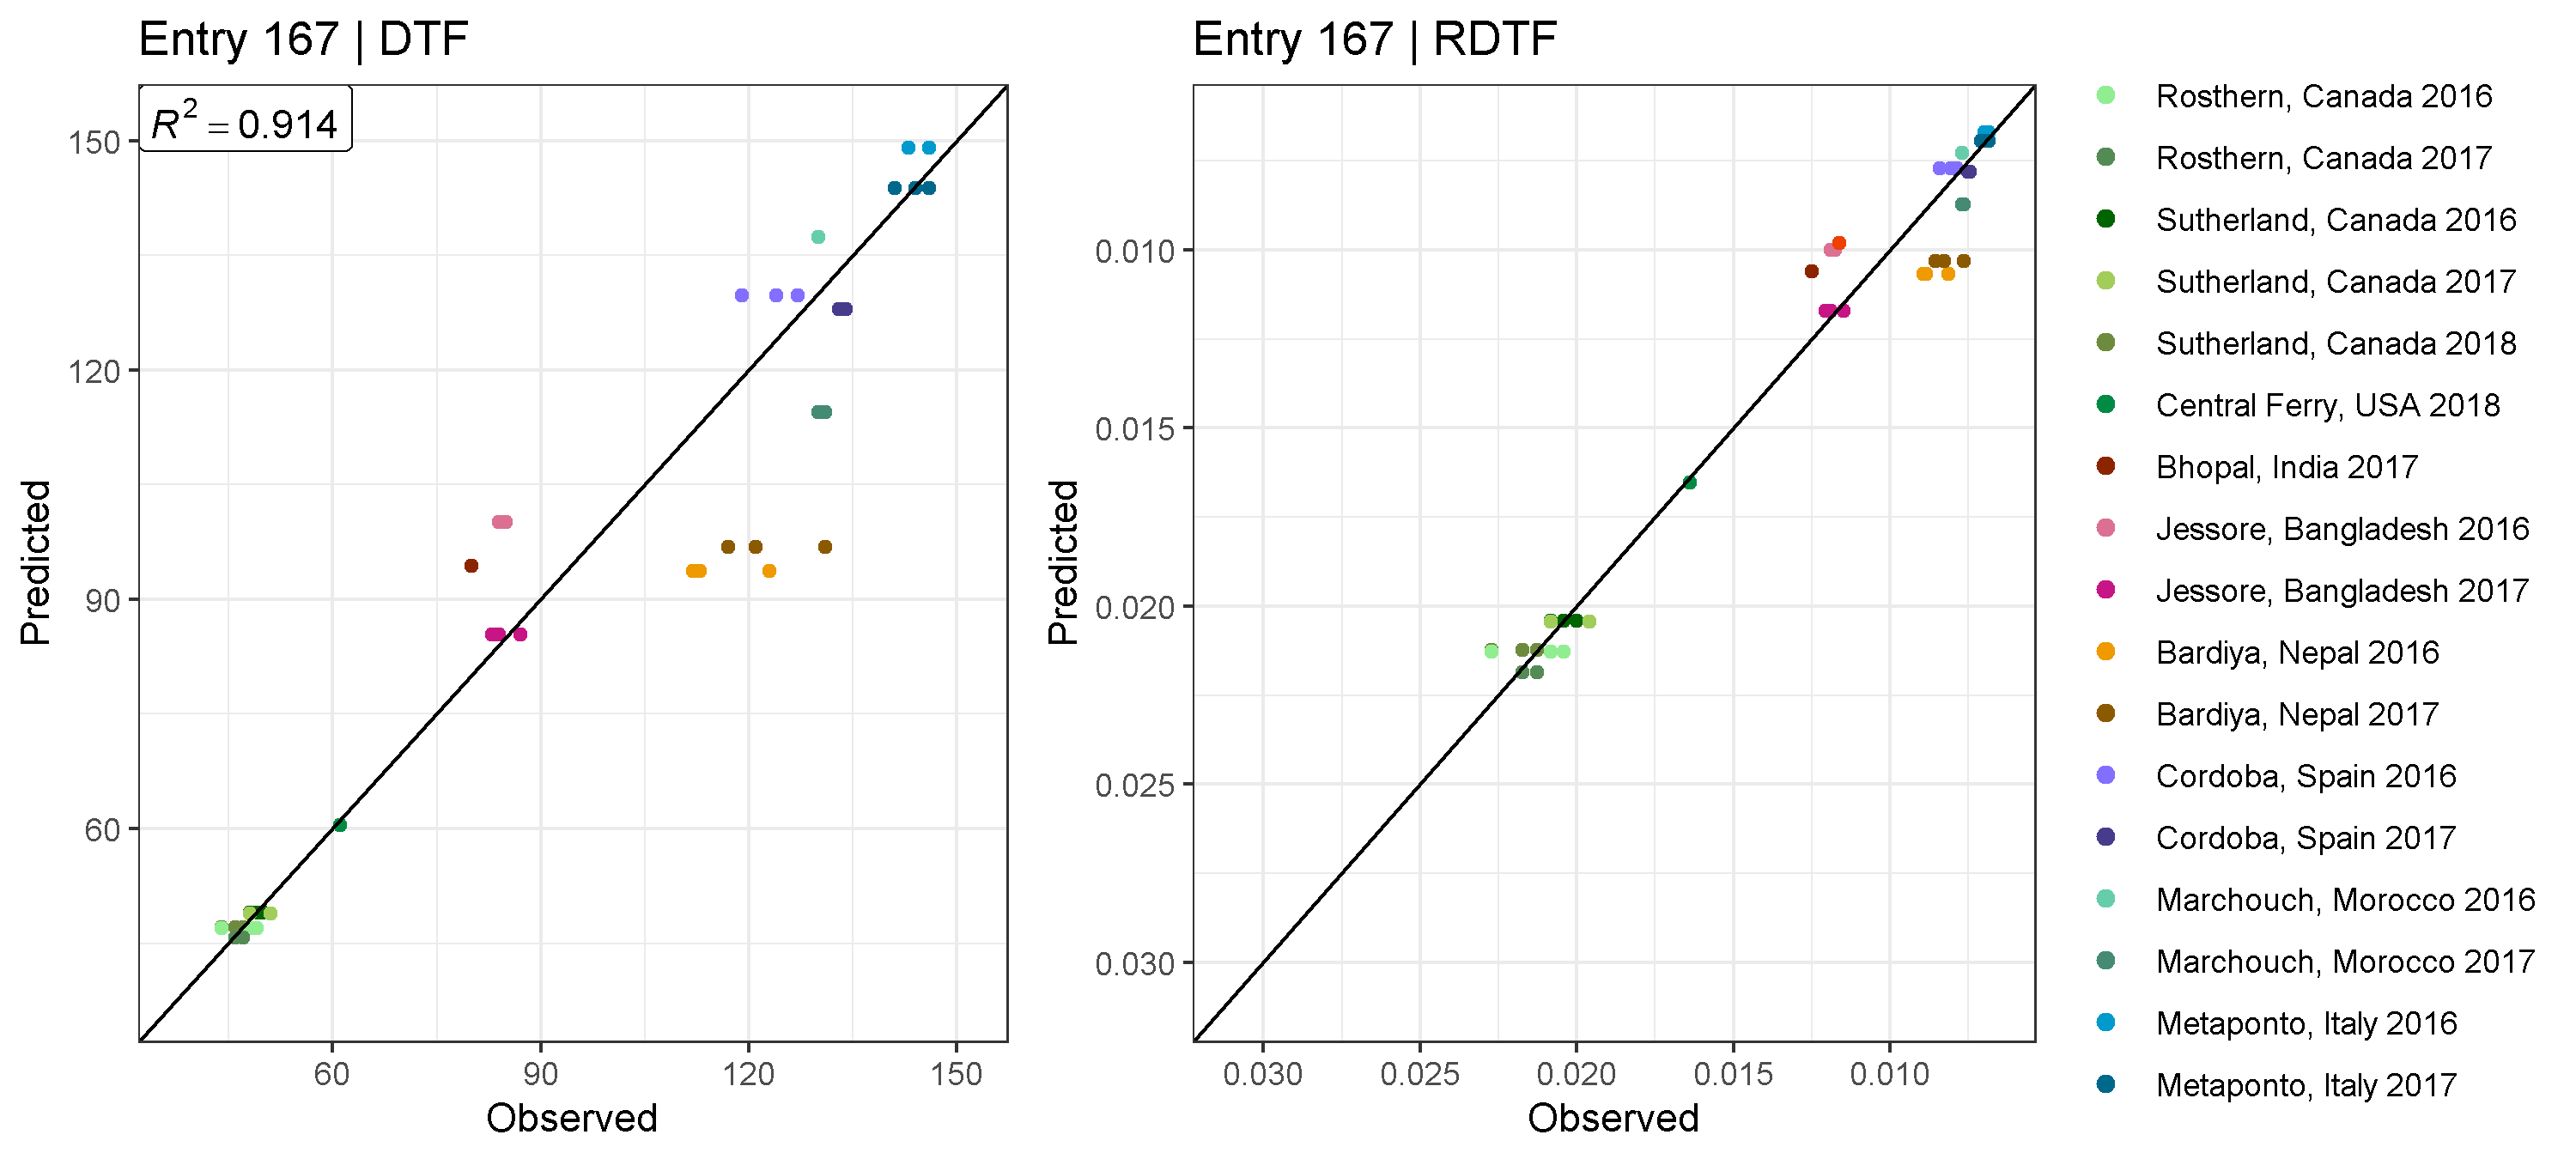 Entry 167 | DTF
R² = 0.914
150
120
90
60
Predicted
60 90 120 150
Observed
Entry 167 | RDTF
0.010
0.015
0.020
0.025
0.030
Predicted
0.030 0.025 0.020 0.015 0.010
Observed
Rosthern, Canada 2016
Rosthern, Canada 2017
Sutherland, Canada 2016
Sutherland, Canada 2017
Sutherland, Canada 2018
Central Ferry, USA 2018
Bhopal, India 2017
Jessore, Bangladesh 2016
Jessore, Bangladesh 2017
Bardiya, Nepal 2016
Bardiya, Nepal 2017
Cordoba, Spain 2016
Cordoba, Spain 2017
Marchouch, Morocco 2016
Marchouch, Morocco 2017
Metaponto, Italy 2016
Metaponto, Italy 2017